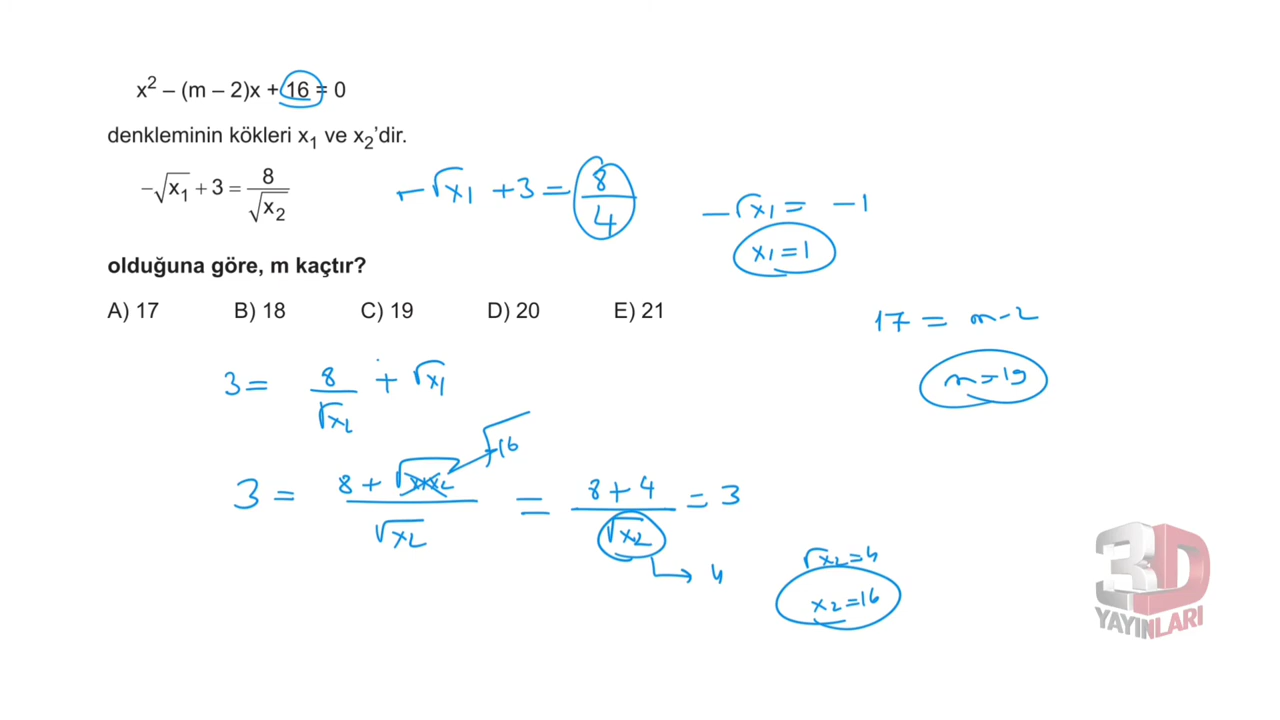 x² – (m – 2)x + 16 = 0
denkleminin kökleri x₁ ve x₂'dir.
–√x₁ + 3 = 8/√x₂
–√x₁ + 3 = 8/4
–√x₁ = –1
x₁ = 1
olduğuna göre, m kaçtır?
A) 17 B) 18 C) 19 D) 20 E) 21
17 = m – 2
m = 19
3 = 8/√x₂ + √x₁
√16
3 = (8 + √x₁x₂)/√x₂ = (8 + 4)/√x₂ = 3
→ 4
√x₂ = 4
x₂ = 16
3D
YAYINLARI